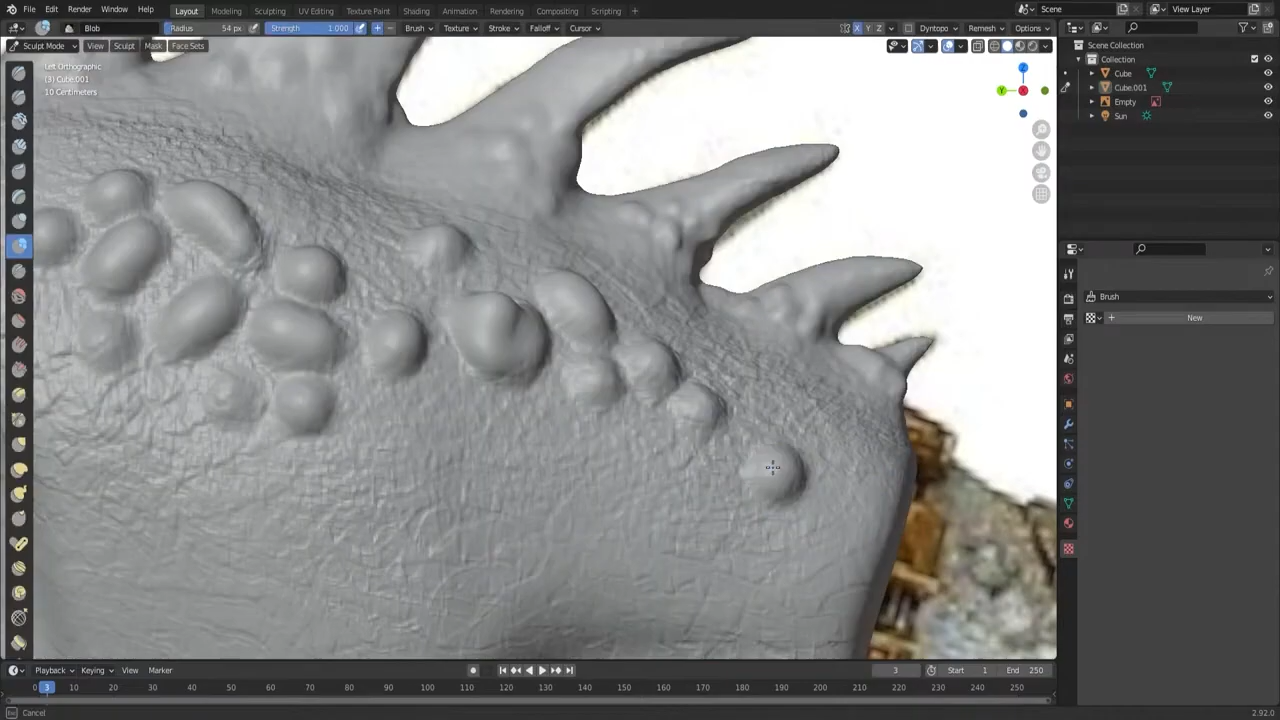 File Edit Render Window Help Layout Modeling Sculpting UV Editing Texture Paint Shading Animation Rendering Compositing Scripting + Scene View Layer
Blob Radius 54 px Strength 1.000 Brush Texture Stroke Falloff Cursor X Y Z Dyntopo Remesh Options
Sculpt Mode View Sculpt Mask Face Sets
Left Orthographic
(3) Cube.001
10 Centimeters
Z
Y X
Scene Collection
Collection
Cube
Cube.001
Empty
Sun
Brush
+ New
Playback Keying View Marker 3 Start 1 End 250
0 3 10 20 30 40 50 60 70 80 90 100 110 120 130 140 150 160 170 180 190 200 210 220 230 240 250
Cancel 2.92.0